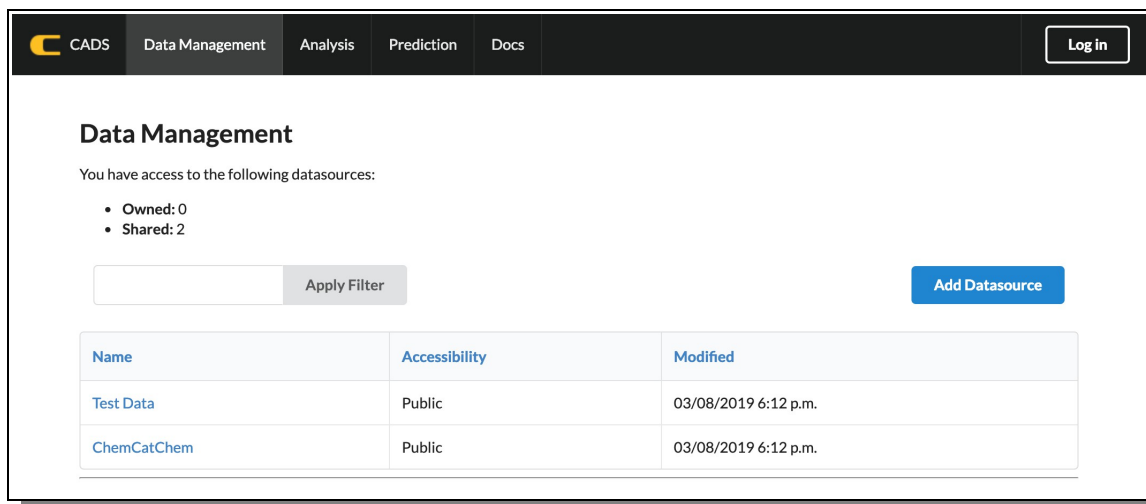 CADS Data Management Analysis Prediction Docs Log in
Data Management
You have access to the following datasources:
• Owned: 0
• Shared: 2
Apply Filter Add Datasource
Name Accessibility Modified
Test Data Public 03/08/2019 6:12 p.m.
ChemCatChem Public 03/08/2019 6:12 p.m.